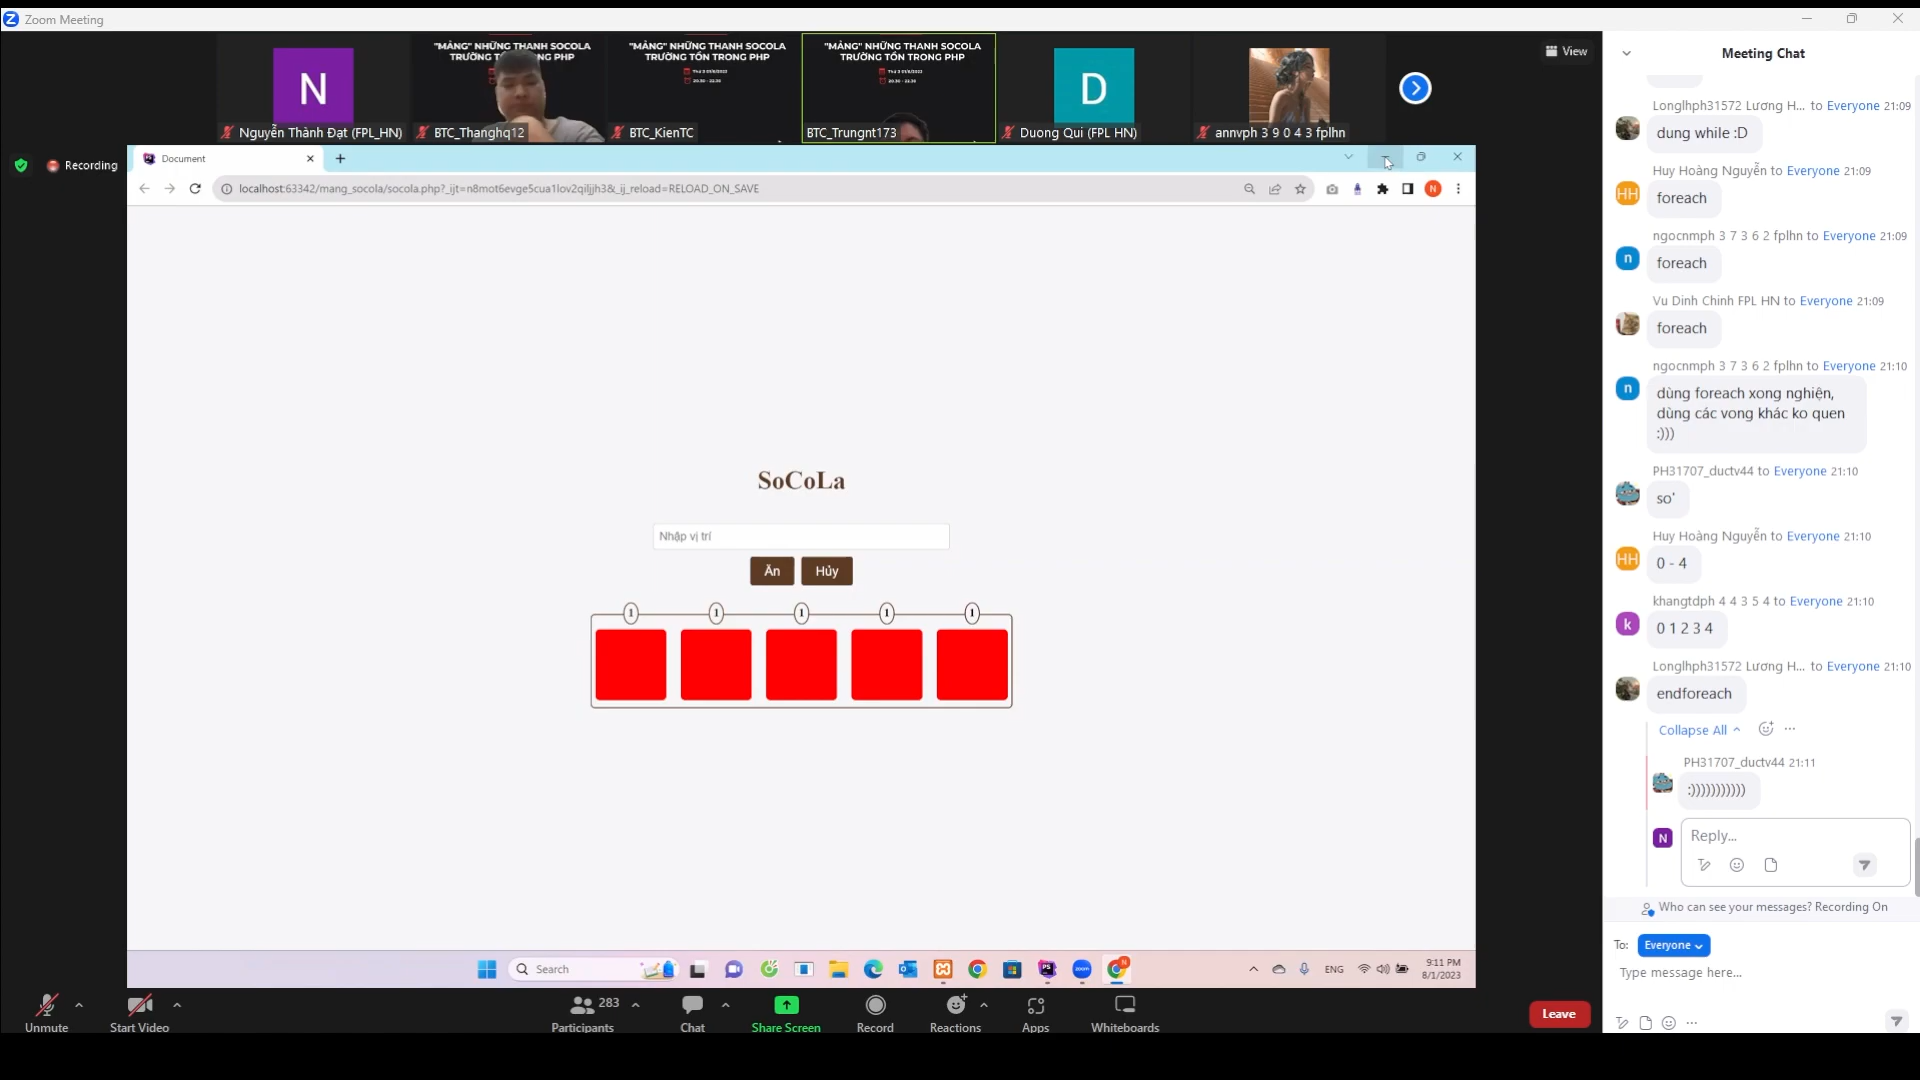 Zoom Meeting
"MẢNG" NHỮNG THANH SOCOLA
"MẢNG" NHỮNG THANH SOCOLA
TRƯỜNG TỒN TRONG PHP
"MẢNG" NHỮNG THANH SOCOLA
TRƯỜNG TỒN TRONG PHP
N
D
Nguyễn Thành Đạt (FPL_HN)
BTC_Thanghq12
BTC_KienTC
BTC_Trungnt173
Duong Qui (FPL HN)
annvph 3 9 0 4 3 fplhn
View
Recording
Document
localhost:63342/mang_socola/socola.php?_ijt=n8mot6evge5cua1lov2qiljjh3&_ij_reload=RELOAD_ON_SAVE
N
SoCoLa
Nhập vị trí
Ăn
Hủy
1
1
1
1
1
Search
ENG
9:11 PM
8/1/2023
Unmute
Start Video
283
Participants
Chat
Share Screen
Record
Reactions
Apps
Whiteboards
Leave
Meeting Chat
Longlhph31572 Lương H... to Everyone 21:09
dung while :D
Huy Hoàng Nguyễn to Everyone 21:09
HH
foreach
ngocnmph 3 7 3 6 2 fplhn to Everyone 21:09
n
foreach
Vu Dinh Chinh FPL HN to Everyone 21:09
foreach
ngocnmph 3 7 3 6 2 fplhn to Everyone 21:10
n
dùng foreach xong nghiện,
dùng các vong khác ko quen
:)))
PH31707_ductv44 to Everyone 21:10
so'
Huy Hoàng Nguyễn to Everyone 21:10
HH
0 - 4
khangtdph 4 4 3 5 4 to Everyone 21:10
k
0 1 2 3 4
Longlhph31572 Lương H... to Everyone 21:10
endforeach
Collapse All
PH31707_ductv44 21:11
:)))))))))))
N
Reply...
Who can see your messages? Recording On
To: Everyone
Type message here...